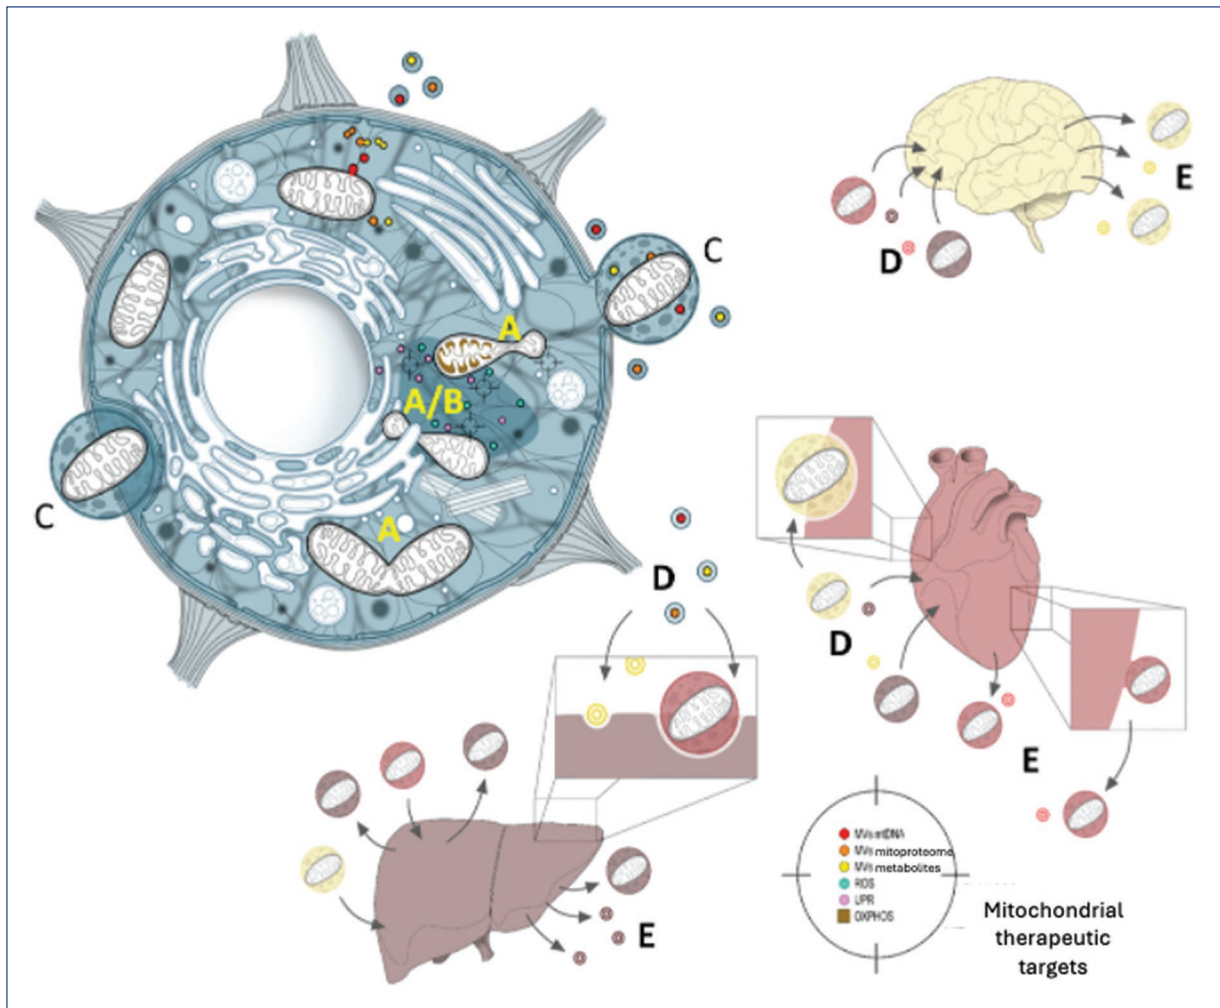 C
E
D
A
A/B
C
A
D
D
E
E
MVs mtDNA
MVs mitoproteome
MVs metabolites
ROS
UPR
OXPHOS
Mitochondrial
therapeutic
targets